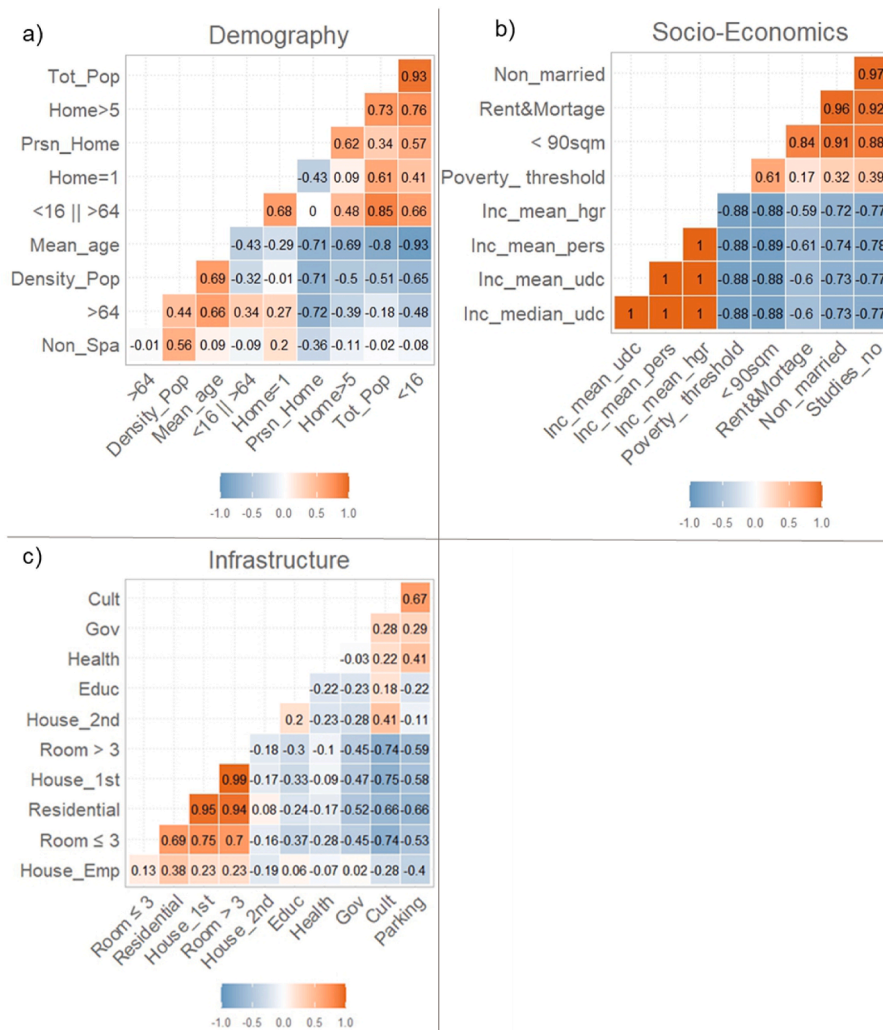 a)
Demography
Tot_Pop 0.93
Home>5 0.73 0.76
Prsn_Home 0.62 0.34 0.57
Home=1 -0.43 0.09 0.61 0.41
<16 || >64 0.68 0 0.48 0.85 0.66
Mean_age -0.43 -0.29 -0.71 -0.69 -0.8 -0.93
Density_Pop 0.69 -0.32 -0.01 -0.71 -0.5 -0.51 -0.65
>64 0.44 0.66 0.34 0.27 -0.72 -0.39 -0.18 -0.48
Non_Spa -0.01 0.56 0.09 -0.09 0.2 -0.36 -0.11 -0.02 -0.08
>64
Density_Pop
Mean_age
<16 || >64
Home=1
Prsn_Home
Home>5
Tot_Pop
<16
-1.0 -0.5 0.0 0.5 1.0
b)
Socio-Economics
Non_married 0.97
Rent&Mortage 0.96 0.92
< 90sqm 0.84 0.91 0.88
Poverty_ threshold 0.61 0.17 0.32 0.39
Inc_mean_hgr -0.88 -0.88 -0.59 -0.72 -0.77
Inc_mean_pers 1 -0.88 -0.89 -0.61 -0.74 -0.78
Inc_mean_udc 1 1 -0.88 -0.88 -0.6 -0.73 -0.77
Inc_median_udc 1 1 1 -0.88 -0.88 -0.6 -0.73 -0.77
Inc_mean_udc
Inc_mean_pers
Inc_mean_hgr
Poverty_ threshold
< 90sqm
Rent&Mortage
Non_married
Studies_no
-1.0 -0.5 0.0 0.5 1.0
c)
Infrastructure
Cult 0.67
Gov 0.28 0.29
Health -0.03 0.22 0.41
Educ -0.22 -0.23 0.18 -0.22
House_2nd 0.2 -0.23 -0.28 0.41 -0.11
Room > 3 -0.18 -0.3 -0.1 -0.45 -0.74 -0.59
House_1st 0.99 -0.17 -0.33 -0.09 -0.47 -0.75 -0.58
Residential 0.95 0.94 0.08 -0.24 -0.17 -0.52 -0.66 -0.66
Room ≤ 3 0.69 0.75 0.7 -0.16 -0.37 -0.28 -0.45 -0.74 -0.53
House_Emp 0.13 0.38 0.23 0.23 -0.19 0.06 -0.07 0.02 -0.28 -0.4
Room ≤ 3
Residential
House_1st
Room > 3
House_2nd
Educ
Health
Gov
Cult
Parking
-1.0 -0.5 0.0 0.5 1.0